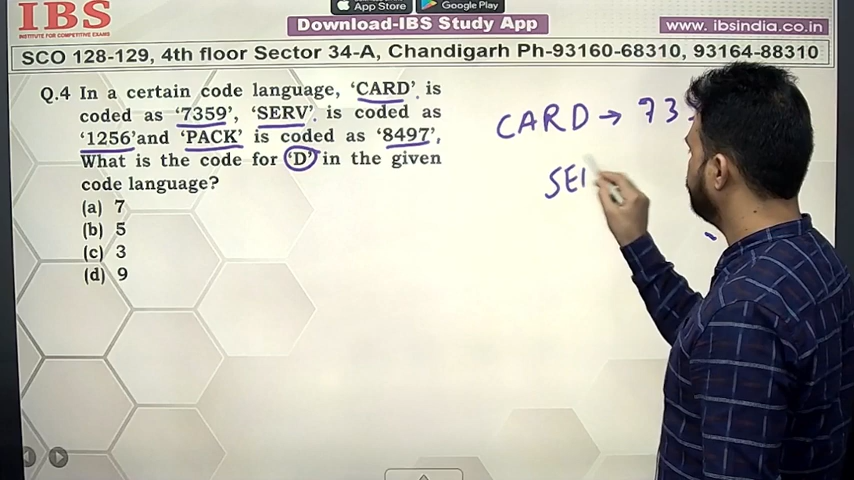 IBS
INSTITUTE FOR COMPETITIVE EXAMS
App Store
Google Play
Download-IBS Study App
www. ibsindia.co.in
SCO 128-129, 4th floor Sector 34-A, Chandigarh Ph-93160-68310, 93164-88310
Q.4 In a certain code language, 'CARD' is
coded as '7359', 'SERV' is coded as
'1256'and 'PACK' is coded as '8497',
What is the code for 'D' in the given
code language?
(a) 7
(b) 5
(c) 3
(d) 9
CARD → 73
SE